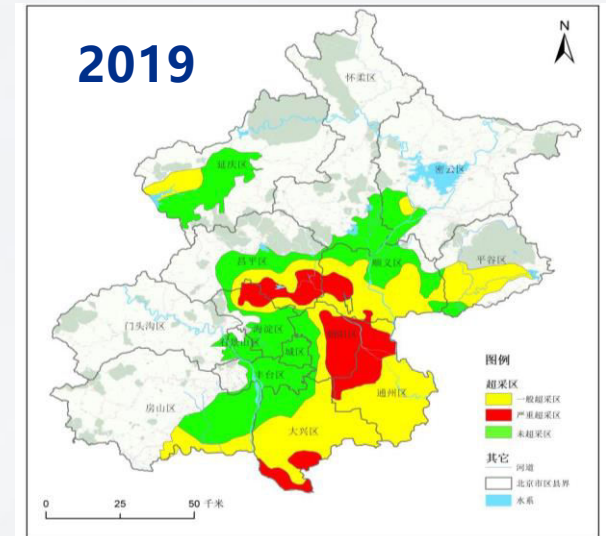 2019
N
怀柔区
延庆区
密云区
昌平区
顺义区
平谷区
门头沟区
海淀区
石景山区
朝阳区
城区
丰台区
通州区
房山区
大兴区
图例
超采区
一般超采区
严重超采区
未超采区
其它
河道
北京市区县界
水系
0 25 50 千米